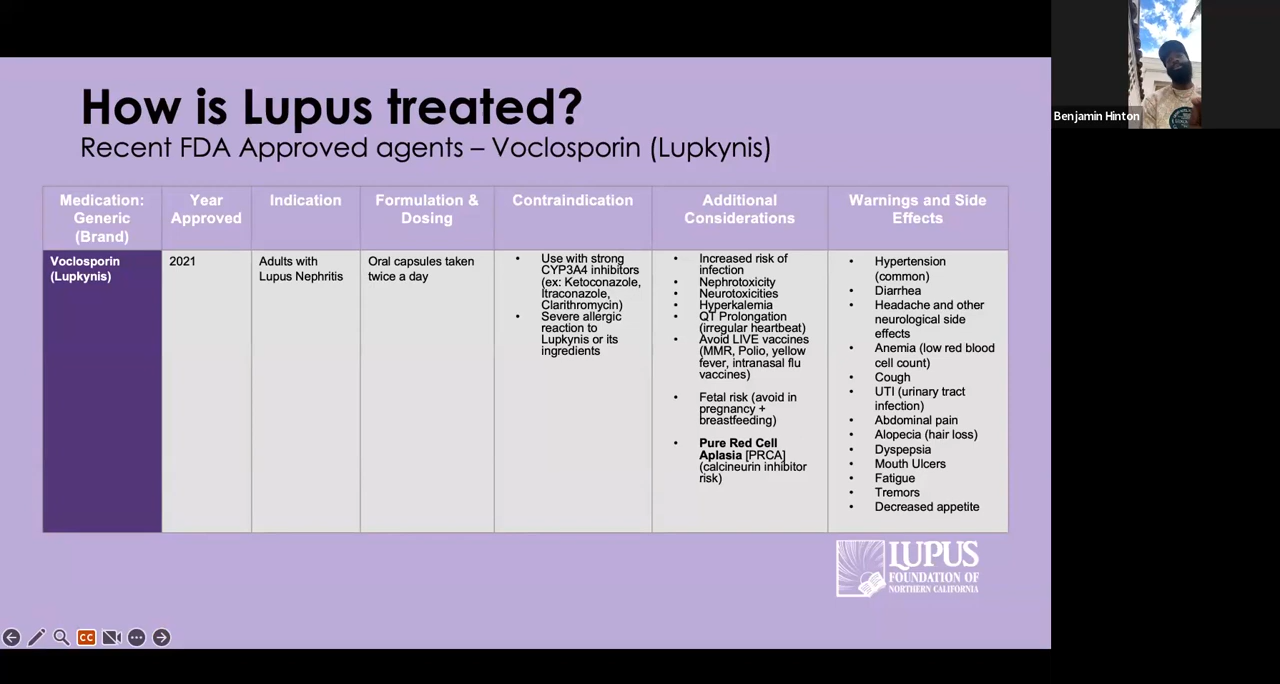 How is Lupus treated?
Recent FDA Approved agents – Voclosporin (Lupkynis)
Benjamin Hinton
Medication:
Generic
(Brand)
Year
Approved
Indication
Formulation &
Dosing
Contraindication
Additional
Considerations
Warnings and Side
Effects
Voclosporin
(Lupkynis)
2021
Adults with
Lupus Nephritis
Oral capsules taken
twice a day
• Use with strong
CYP3A4 inhibitors
(ex: Ketoconazole,
Itraconazole,
Clarithromycin)
• Severe allergic
reaction to
Lupkynis or its
ingredients
• Increased risk of
infection
• Nephrotoxicity
• Neurotoxicities
• Hyperkalemia
• QT Prolongation
(irregular heartbeat)
• Avoid LIVE vaccines
(MMR, Polio, yellow
fever, intranasal flu
vaccines)
• Fetal risk (avoid in
pregnancy +
breastfeeding)
• Pure Red Cell
Aplasia [PRCA]
(calcineurin inhibitor
risk)
• Hypertension
(common)
• Diarrhea
• Headache and other
neurological side
effects
• Anemia (low red blood
cell count)
• Cough
• UTI (urinary tract
infection)
• Abdominal pain
• Alopecia (hair loss)
• Dyspepsia
• Mouth Ulcers
• Fatigue
• Tremors
• Decreased appetite
LUPUS
FOUNDATION OF
NORTHERN CALIFORNIA
CC